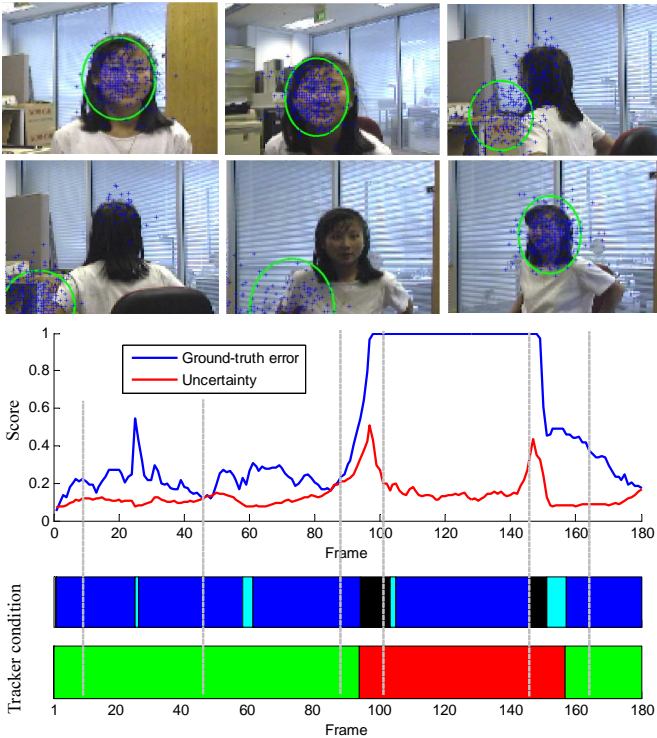 1
0.8
0.6
0.4
0.2
0
Score
Ground-truth error
Uncertainty
0 20 40 60 80 100 120 140 160 180
Frame
Tracker condition
1 20 40 60 80 100 120 140 160 180
Frame